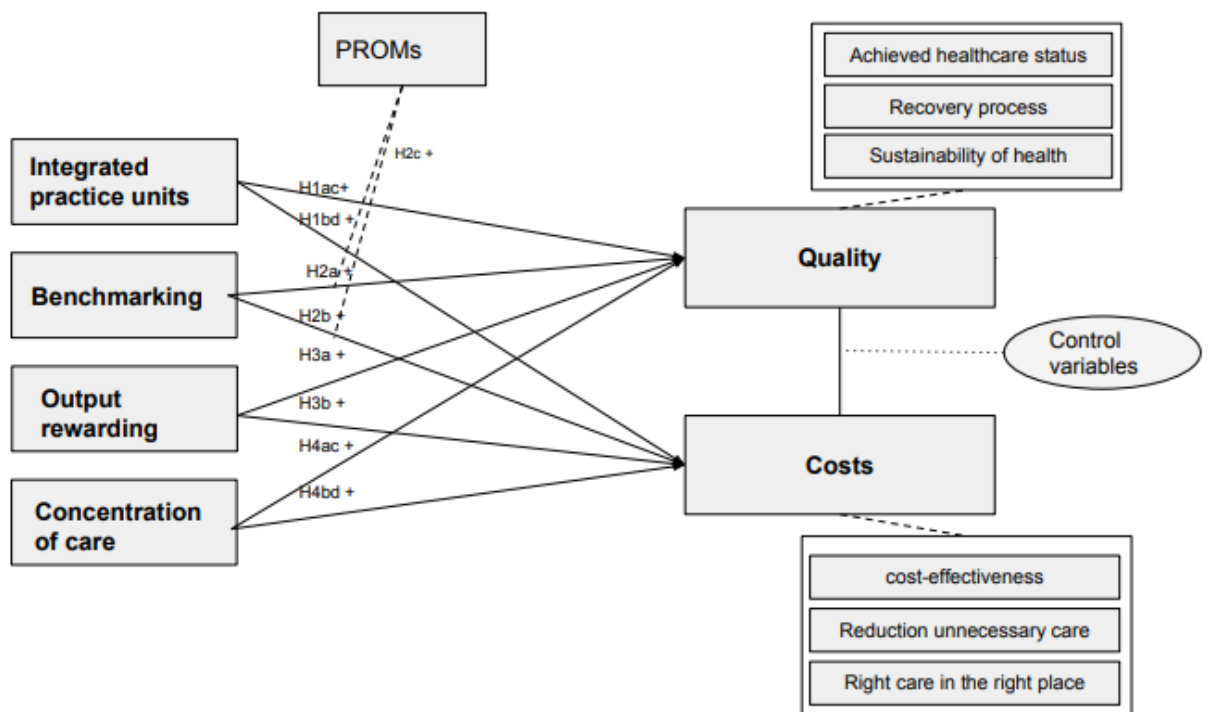 PROMs
Achieved healthcare status
Recovery process
Sustainability of health
H2c +
Integrated
practice units
H1ac+
H1bd +
Quality
Benchmarking
H2a +
H2b +
Control
variables
H3a +
Output
rewarding
H3b +
H4ac +
Costs
Concentration
of care
H4bd +
cost-effectiveness
Reduction unnecessary care
Right care in the right place